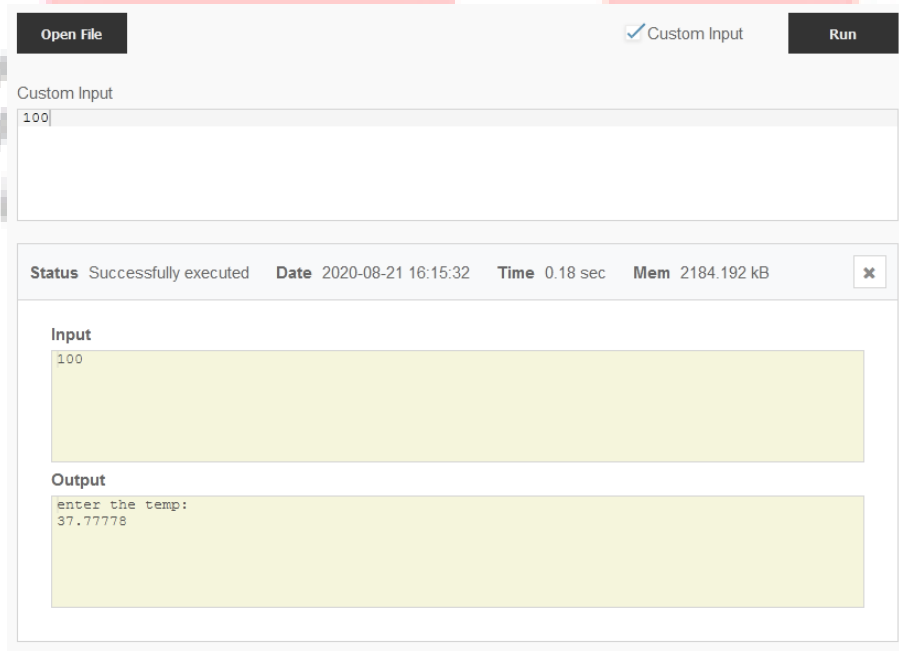 Open File Custom Input Run
Custom Input
100
Status Successfully executed Date 2020-08-21 16:15:32 Time 0.18 sec Mem 2184.192 kB
Input
100
Output
enter the temp:
37.77778